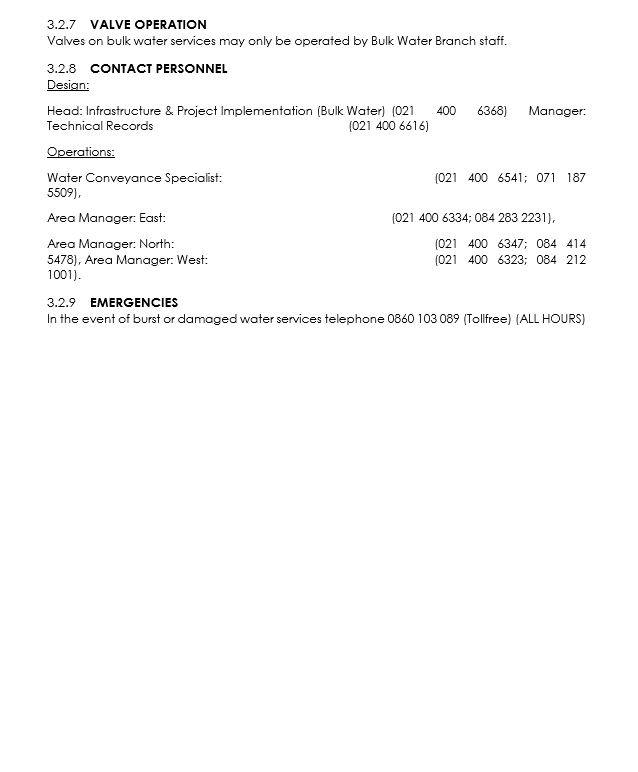 3.2.7 VALVE OPERATION
Valves on bulk water services may only be operated by Bulk Water Branch staff.
3.2.8 CONTACT PERSONNEL
Design:
Head: Infrastructure & Project Implementation (Bulk Water) (021 400 6368) Manager:
Technical Records (021 400 6616)
Operations:
Water Conveyance Specialist: (021 400 6541; 071 187
5509),
Area Manager: East: (021 400 6334; 084 283 2231),
Area Manager: North: (021 400 6347; 084 414
5478), Area Manager: West: (021 400 6323; 084 212
1001).
3.2.9 EMERGENCIES
In the event of burst or damaged water services telephone 0860 103 089 (Tollfree) (ALL HOURS)